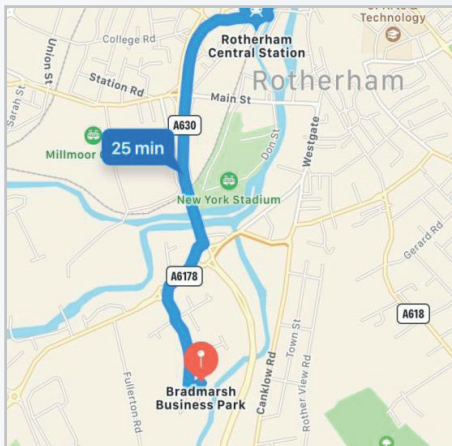 & Technology
Rotherham
Central Station
College Rd
Union St
Rotherham
Station Rd
Main St
Sarah St
A630
Westgate
25 min
Millmoor
Don St
New York Stadium
Gerard Rd
A6178
A618
Town St
Fullerton Rd
Canklow Rd
Rother View Rd
Bradmarsh
Business Park